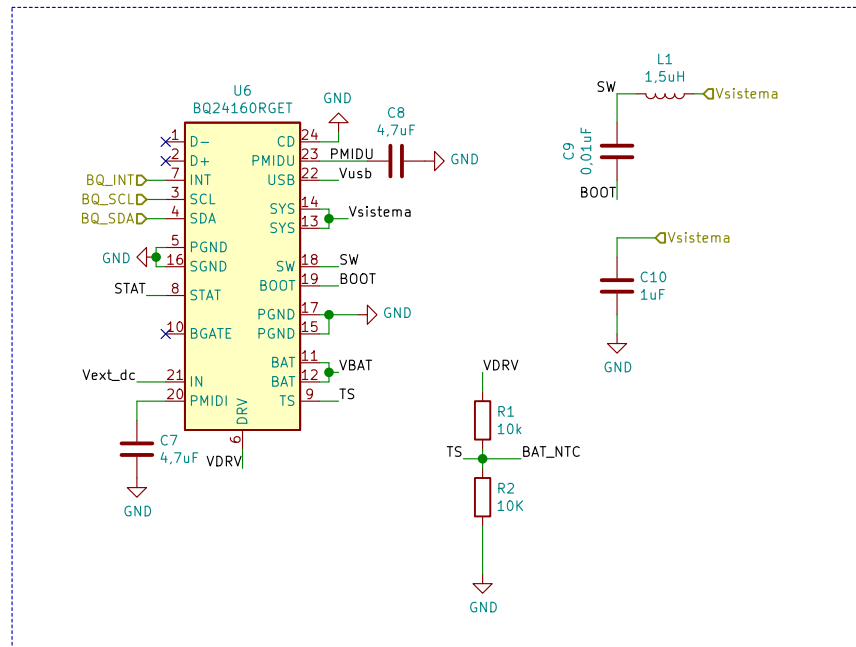 U6
BQ24160RGET
1 D-
2 D+
BQ_INT 7 INT
BQ_SCL 3 SCL
BQ_SDA 4 SDA
5 PGND
GND
16 SGND
STAT 8 STAT
10 BGATE
Vext_dc 21 IN
20 PMIDI
DRV
6
VDRV
C7
4,7uF
GND
GND
CD 24
PMIDU 23 PMIDU
C8
4,7uF
GND
USB 22 Vusb
SYS 14
Vsistema
SYS 13
SW 18 SW
BOOT 19 BOOT
PGND 17
GND
PGND 15
BAT 11
VBAT
BAT 12
TS 9 TS
L1
1,5uH
SW
Vsistema
C9
0,01uF
BOOT
Vsistema
C10
1uF
GND
VDRV
R1
10k
TS BAT_NTC
R2
10K
GND